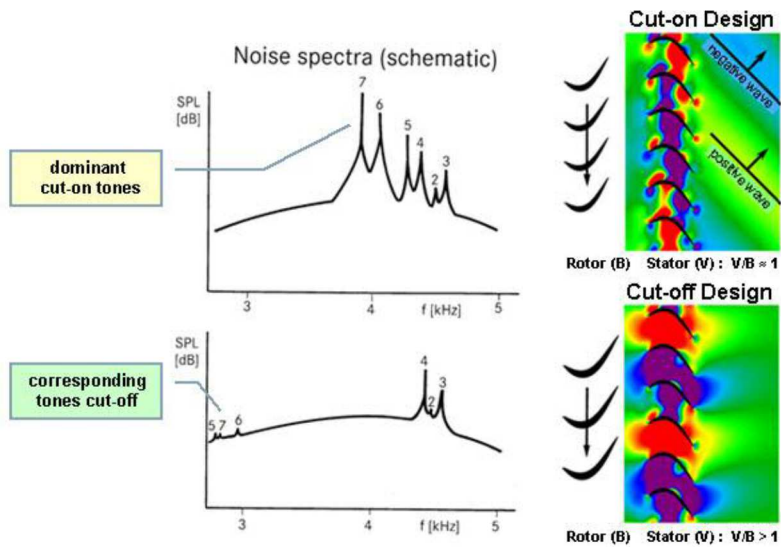 Noise spectra (schematic)
SPL
[dB]
7
6
5
4
2
3
dominant
cut-on tones
3
4
f [kHz]
5
SPL
[dB]
corresponding
tones cut-off
5
7
6
4
2
3
3
4
f [kHz]
5
Cut-on Design
negative wave
positive wave
Rotor (B) Stator (V) : V/B ≈ 1
Cut-off Design
Rotor (B) Stator (V) : V/B > 1